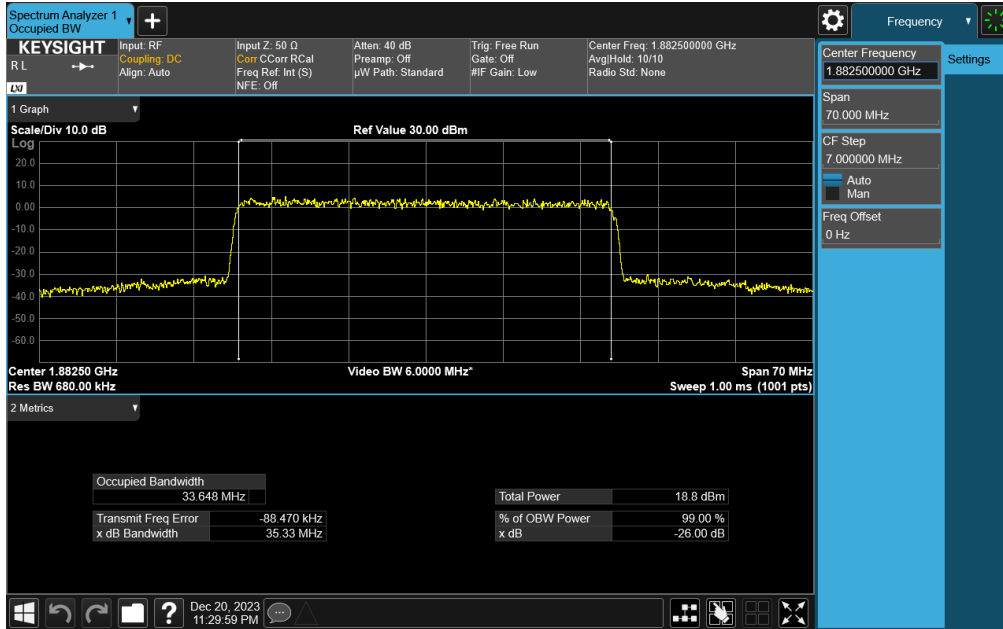 Spectrum Analyzer 1
Occupied BW
Frequency
KEYSIGHT
R L
LXI
Input: RF
Coupling: DC
Align: Auto
Input Z: 50 Ω
Corr CCorr RCal
Freq Ref: Int (S)
NFE: Off
Atten: 40 dB
Preamp: Off
µW Path: Standard
Trig: Free Run
Gate: Off
#IF Gain: Low
Center Freq: 1.882500000 GHz
Avg|Hold: 10/10
Radio Std: None
Center Frequency
1.882500000 GHz
Settings
Span
70.000 MHz
CF Step
7.000000 MHz
Auto
Man
Freq Offset
0 Hz
1 Graph
Scale/Div 10.0 dB
Ref Value 30.00 dBm
Log
20.0
10.0
0.00
-10.0
-20.0
-30.0
-40.0
-50.0
-60.0
Center 1.88250 GHz
Video BW 6.0000 MHz*
Span 70 MHz
Res BW 680.00 kHz
Sweep 1.00 ms (1001 pts)
2 Metrics
Occupied Bandwidth
33.648 MHz
Transmit Freq Error -88.470 kHz
x dB Bandwidth 35.33 MHz
Total Power 18.8 dBm
% of OBW Power 99.00 %
x dB -26.00 dB
?
Dec 20, 2023
11:29:59 PM